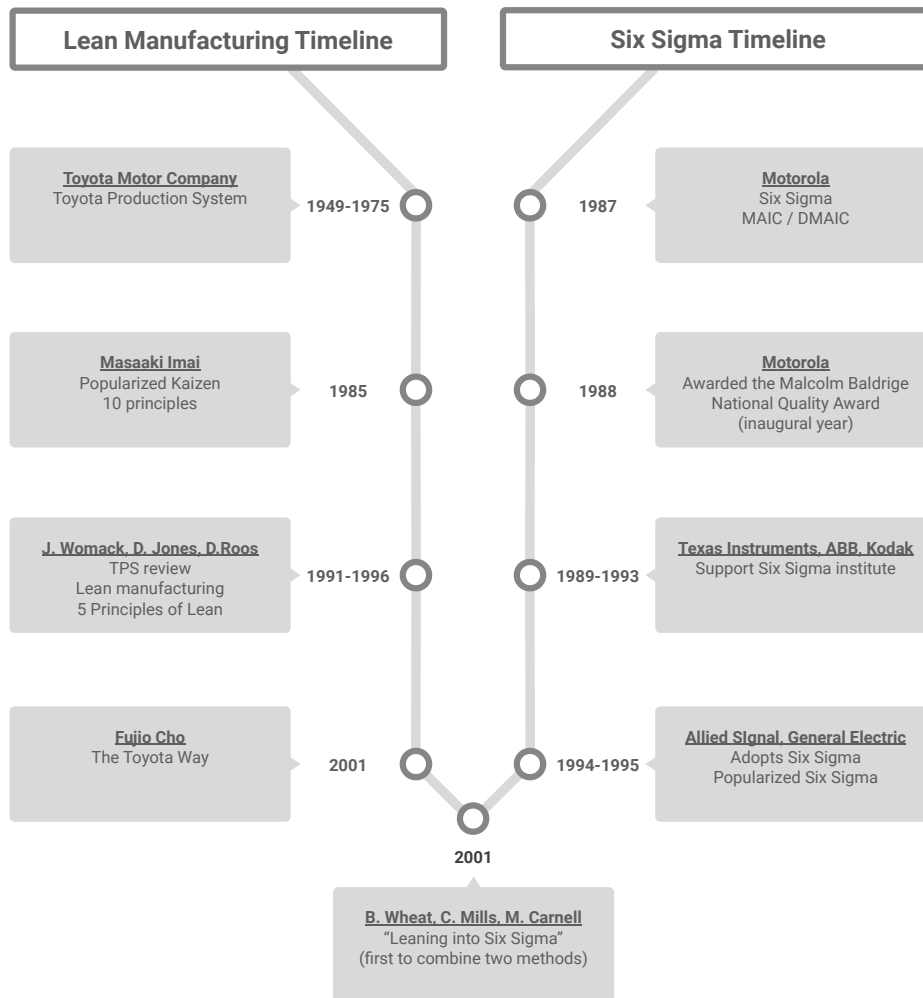 Lean Manufacturing Timeline
Six Sigma Timeline
Toyota Motor Company
Toyota Production System
1949-1975
1987
Motorola
Six Sigma
MAIC / DMAIC
Masaaki Imai
Popularized Kaizen
10 principles
1985
1988
Motorola
Awarded the Malcolm Baldrige
National Quality Award
(inaugural year)
J. Womack, D. Jones, D.Roos
TPS review
Lean manufacturing
5 Principles of Lean
1991-1996
1989-1993
Texas Instruments, ABB, Kodak
Support Six Sigma institute
Fujio Cho
The Toyota Way
2001
1994-1995
Allied SIgnal, General Electric
Adopts Six Sigma
Popularized Six Sigma
2001
B. Wheat, C. Mills, M. Carnell
“Leaning into Six Sigma”
(first to combine two methods)